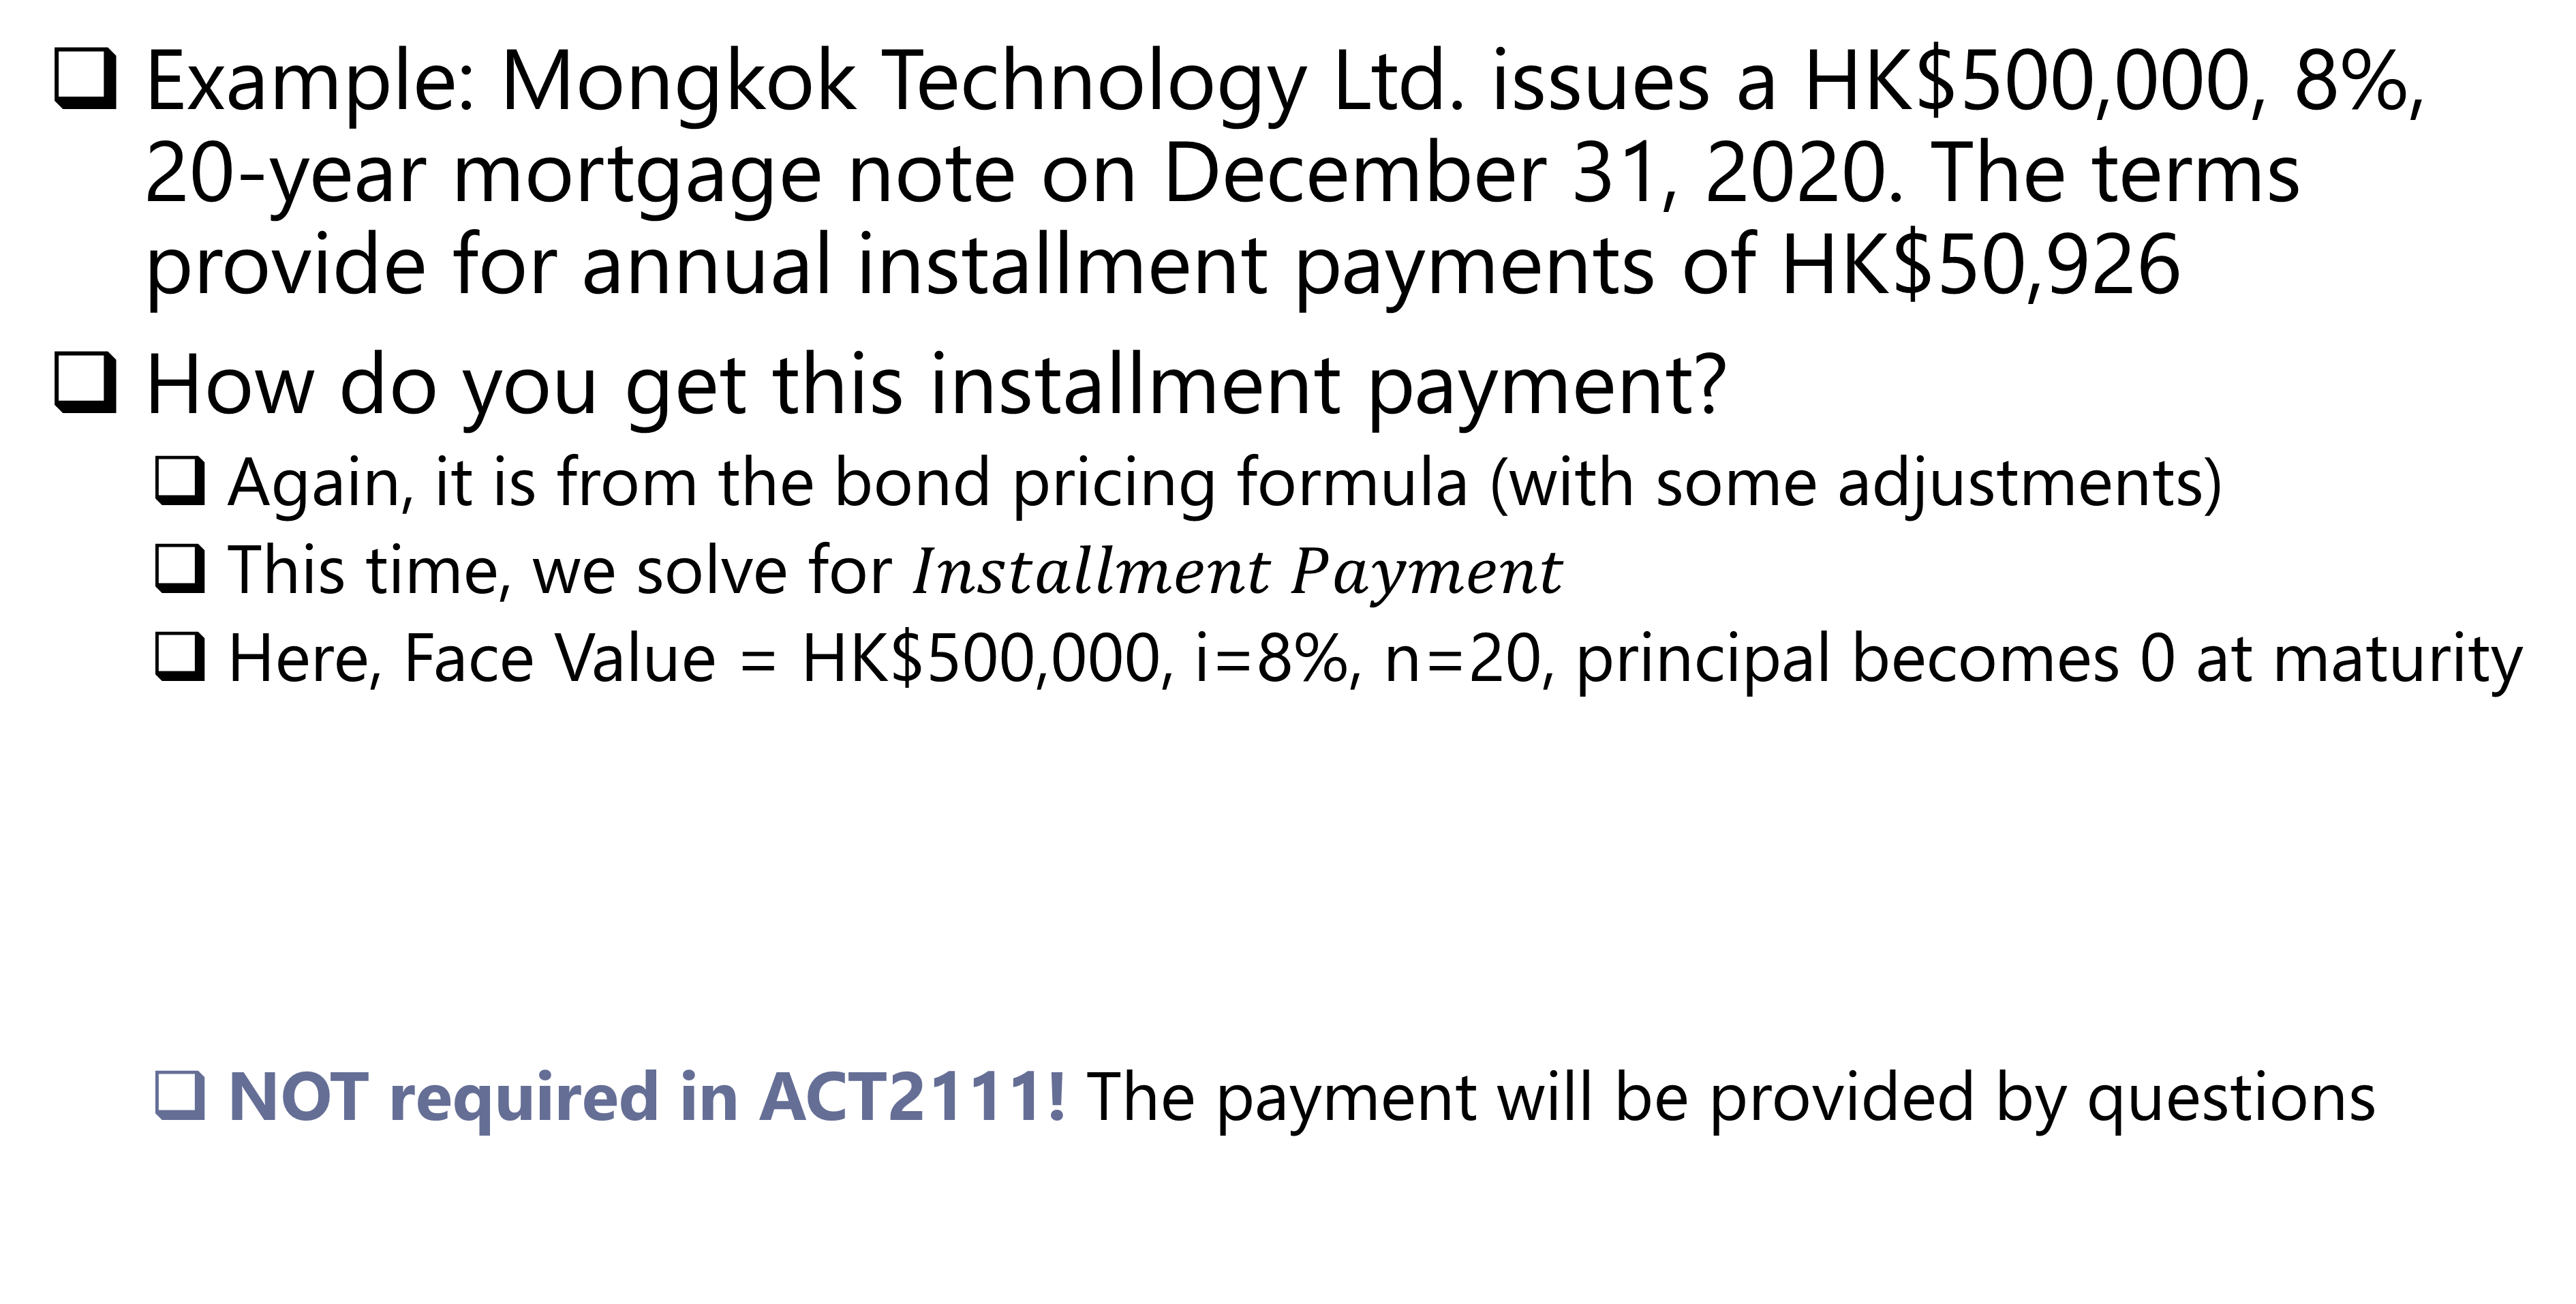 ❑ Example: Mongkok Technology Ltd. issues a HK$500,000, 8%,
20-year mortgage note on December 31, 2020. The terms
provide for annual installment payments of HK$50,926
❑ How do you get this installment payment?
❑ Again, it is from the bond pricing formula (with some adjustments)
❑ This time, we solve for Installment Payment
❑ Here, Face Value = HK$500,000, i=8%, n=20, principal becomes 0 at maturity
❑ NOT required in ACT2111! The payment will be provided by questions